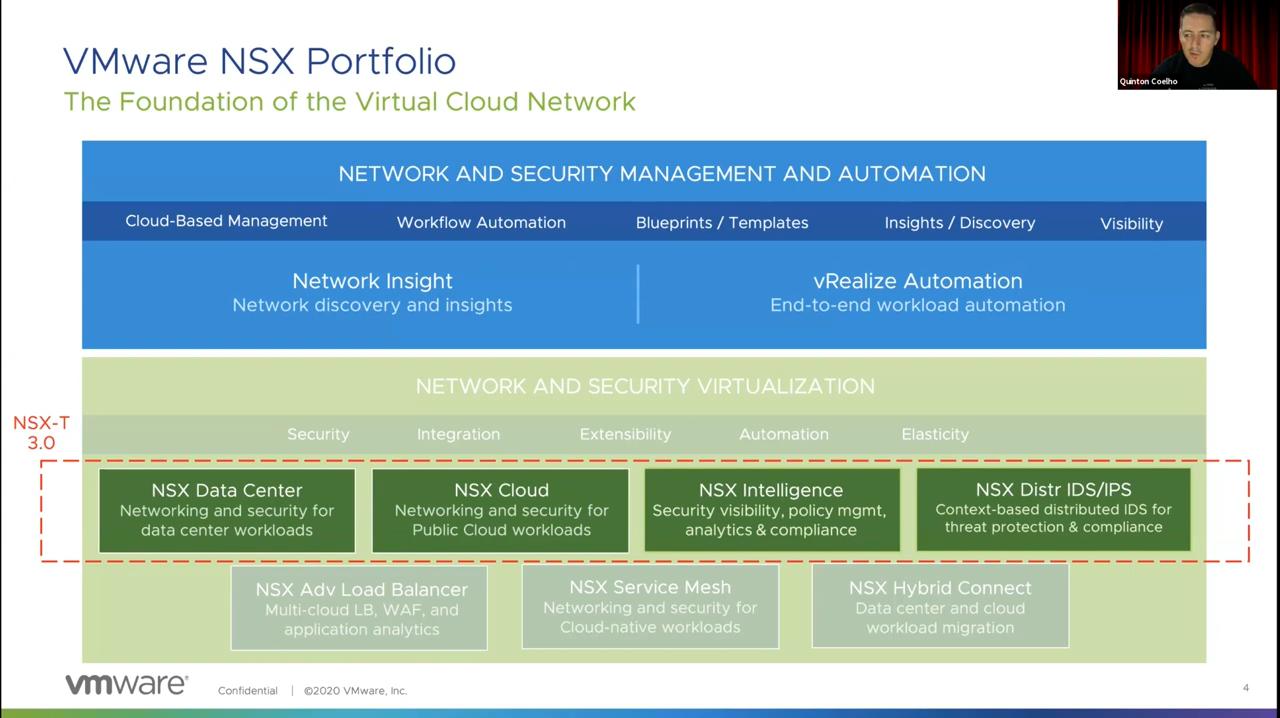 VMware NSX Portfolio
The Foundation of the Virtual Cloud Network
Quinton Coelho
NETWORK AND SECURITY MANAGEMENT AND AUTOMATION
Cloud-Based Management
Workflow Automation
Blueprints / Templates
Insights / Discovery
Visibility
Network Insight
Network discovery and insights
vRealize Automation
End-to-end workload automation
NETWORK AND SECURITY VIRTUALIZATION
Security
Integration
Extensibility
Automation
Elasticity
NSX-T
3.0
NSX Data Center
Networking and security for
data center workloads
NSX Cloud
Networking and security for
Public Cloud workloads
NSX Intelligence
Security visibility, policy mgmt,
analytics & compliance
NSX Distr IDS/IPS
Context-based distributed IDS for
threat protection & compliance
NSX Adv Load Balancer
Multi-cloud LB, WAF, and
application analytics
NSX Service Mesh
Networking and security for
Cloud-native workloads
NSX Hybrid Connect
Data center and cloud
workload migration
vmware®
Confidential | ©2020 VMware, Inc.
4